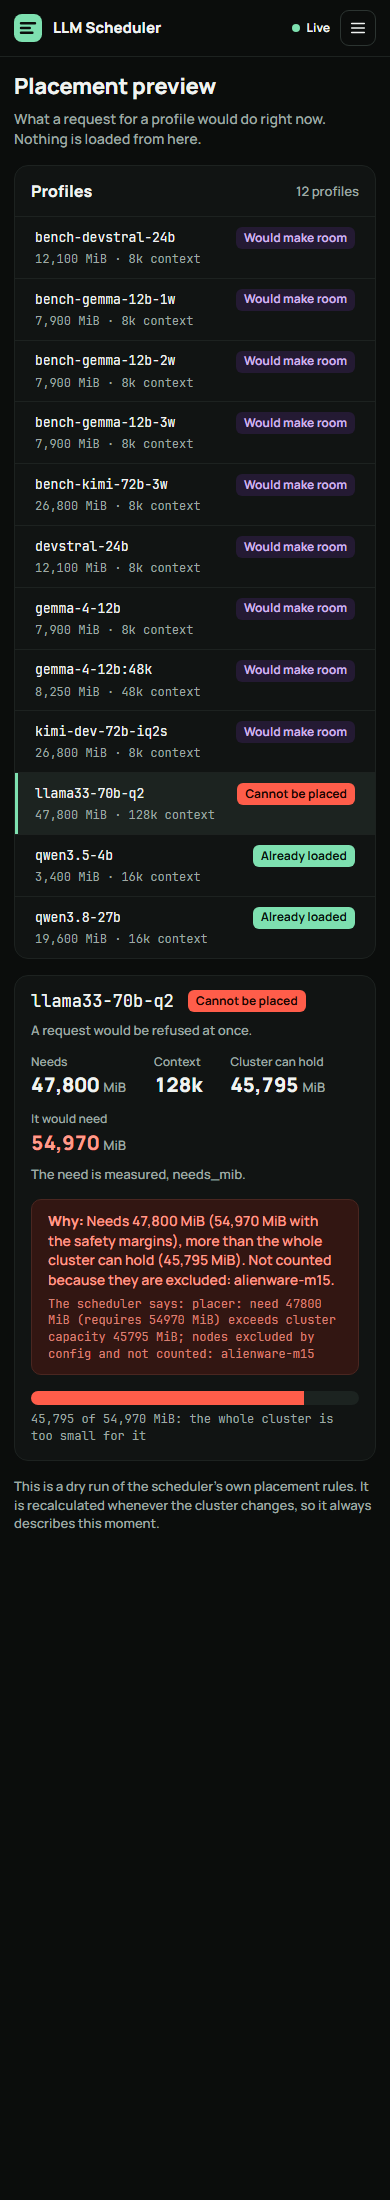 LLM Scheduler
Live
Placement preview
What a request for a profile would do right now.
Nothing is loaded from here.
Profiles
12 profiles
bench-devstral-24b
Would make room
12,100 MiB · 8k context
bench-gemma-12b-1w
Would make room
7,900 MiB · 8k context
bench-gemma-12b-2w
Would make room
7,900 MiB · 8k context
bench-gemma-12b-3w
Would make room
7,900 MiB · 8k context
bench-kimi-72b-3w
Would make room
26,800 MiB · 8k context
devstral-24b
Would make room
12,100 MiB · 8k context
gemma-4-12b
Would make room
7,900 MiB · 8k context
gemma-4-12b:48k
Would make room
8,250 MiB · 48k context
kimi-dev-72b-iq2s
Would make room
26,800 MiB · 8k context
llama33-70b-q2
Cannot be placed
47,800 MiB · 128k context
qwen3.5-4b
Already loaded
3,400 MiB · 16k context
qwen3.8-27b
Already loaded
19,600 MiB · 16k context
llama33-70b-q2
Cannot be placed
A request would be refused at once.
Needs
47,800 MiB
Context
128k
Cluster can hold
45,795 MiB
It would need
54,970 MiB
The need is measured, needs_mib.
Why: Needs 47,800 MiB (54,970 MiB with
the safety margins), more than the whole
cluster can hold (45,795 MiB). Not counted
because they are excluded: alienware-m15.
The scheduler says: placer: need 47800
MiB (requires 54970 MiB) exceeds cluster
capacity 45795 MiB; nodes excluded by
config and not counted: alienware-m15
45,795 of 54,970 MiB: the whole cluster is
too small for it
This is a dry run of the scheduler's own placement rules. It
is recalculated whenever the cluster changes, so it always
describes this moment.